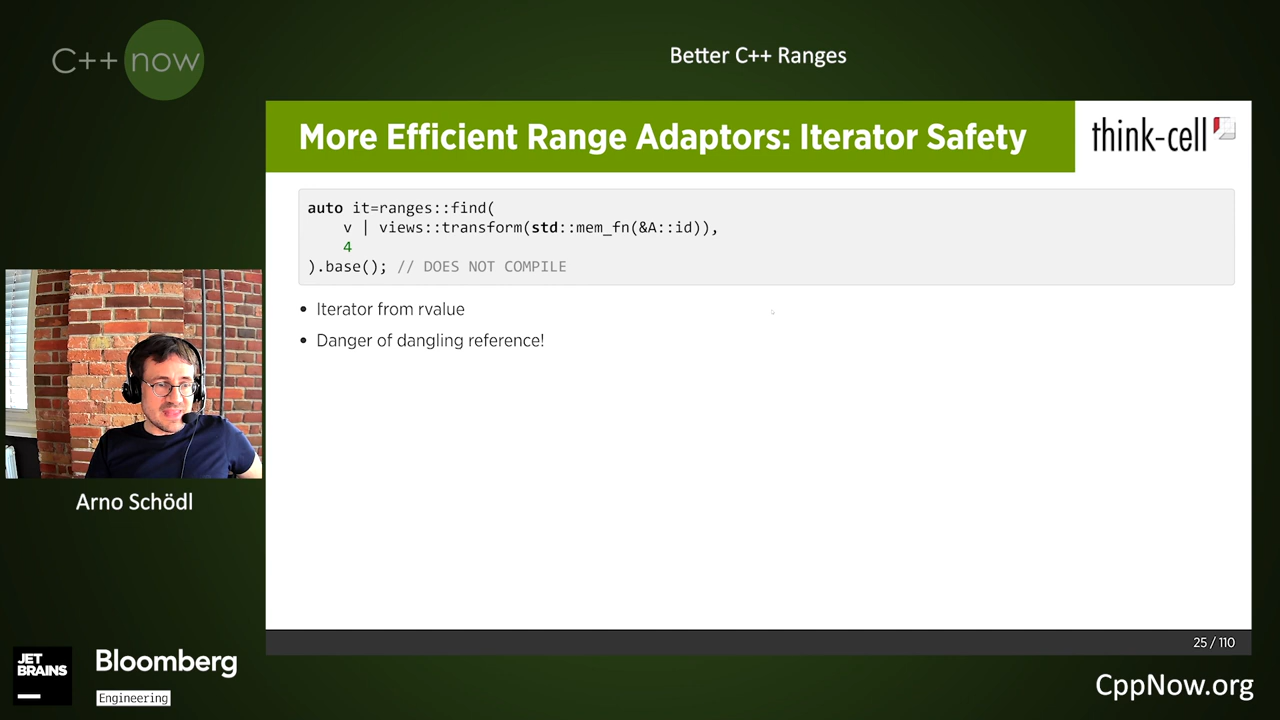 C++ now
Better C++ Ranges
More Efficient Range Adaptors: Iterator Safety
think-cell
auto it=ranges::find(
    v | views::transform(std::mem_fn(&A::id)),
    4
).base(); // DOES NOT COMPILE
• Iterator from rvalue
• Danger of dangling reference!
Arno Schödl
25 / 110
JET
BRAINS
Bloomberg
Engineering
CppNow.org